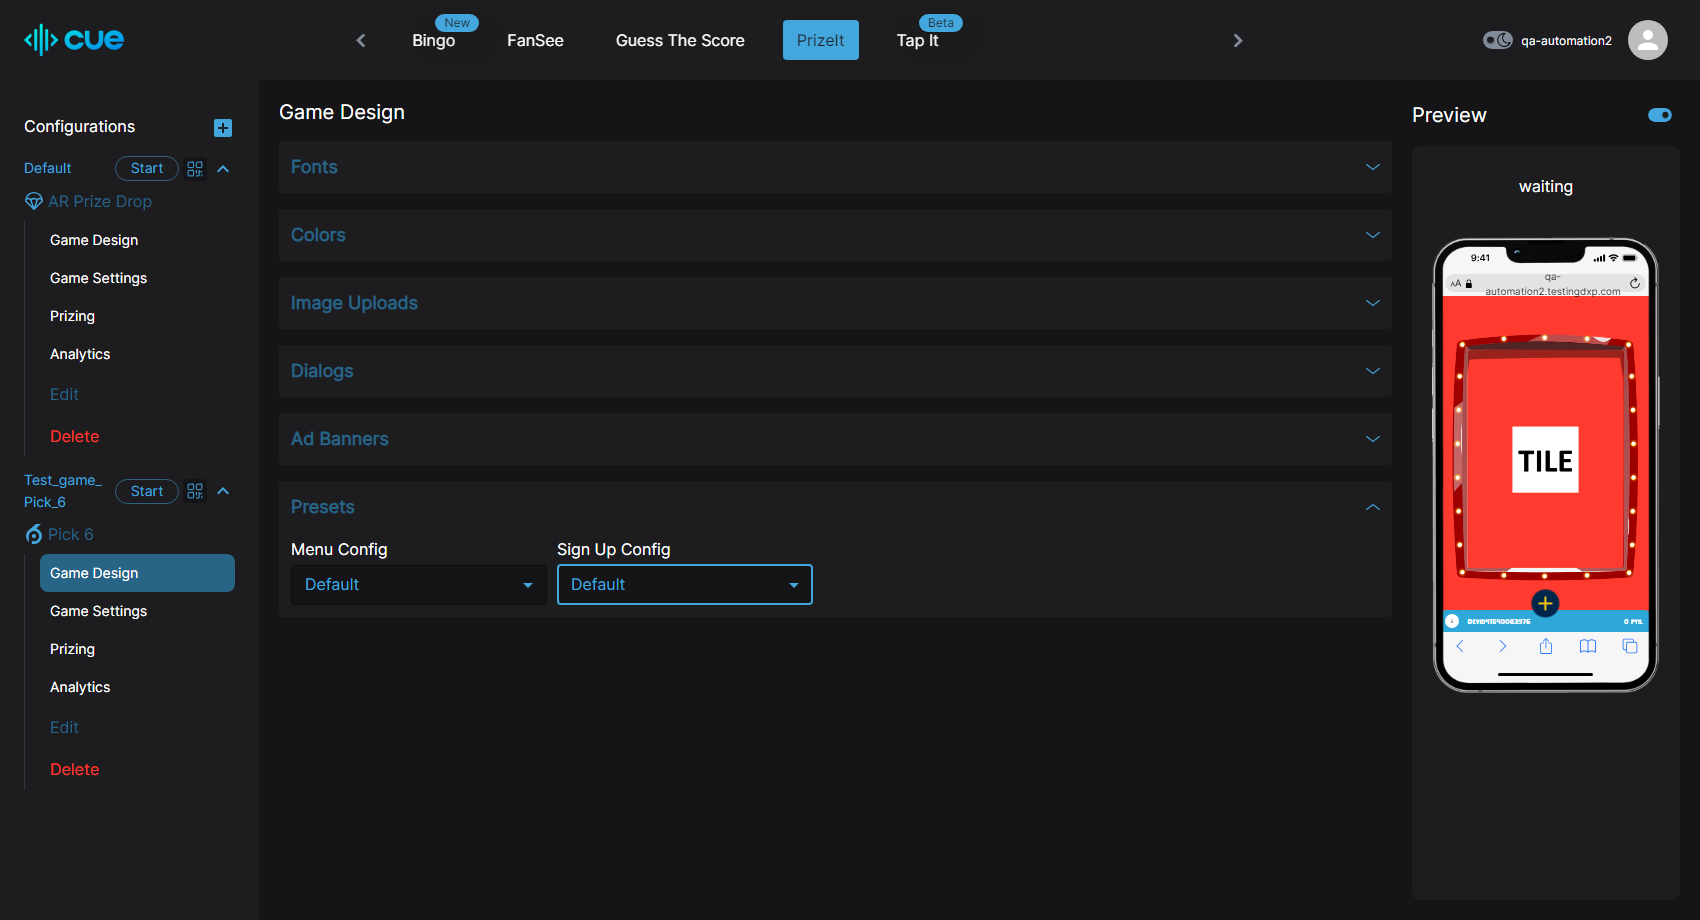 cue
New
Bingo
FanSee
Guess The Score
PrizeIt
Beta
Tap It
qa-automation2
Configurations
Default
Start
AR Prize Drop
Game Design
Game Settings
Prizing
Analytics
Edit
Delete
Test_game_
Pick_6
Start
Pick 6
Game Design
Game Settings
Prizing
Analytics
Edit
Delete
Game Design
Fonts
Colors
Image Uploads
Dialogs
Ad Banners
Presets
Menu Config
Sign Up Config
Default
Default
Preview
waiting
9:41
AA
qa-
automation2.testingdxp.com
TILE
0 PTS.